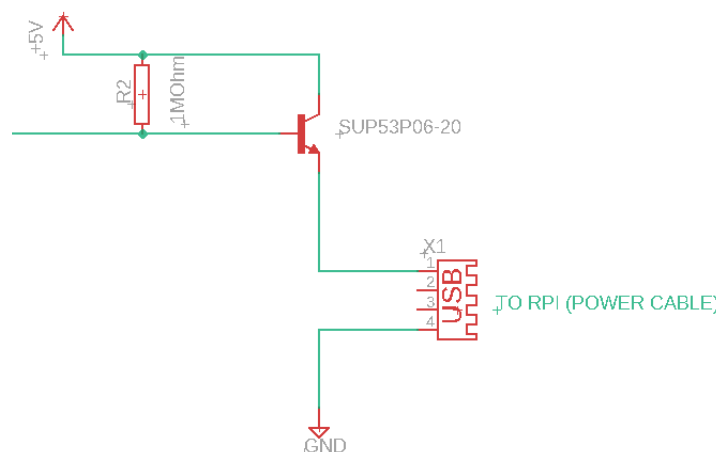 +5V
R2
1MOhm
SUP53P06-20
X1
1
2
3
4
USB
TO RPI (POWER CABLE)
GND